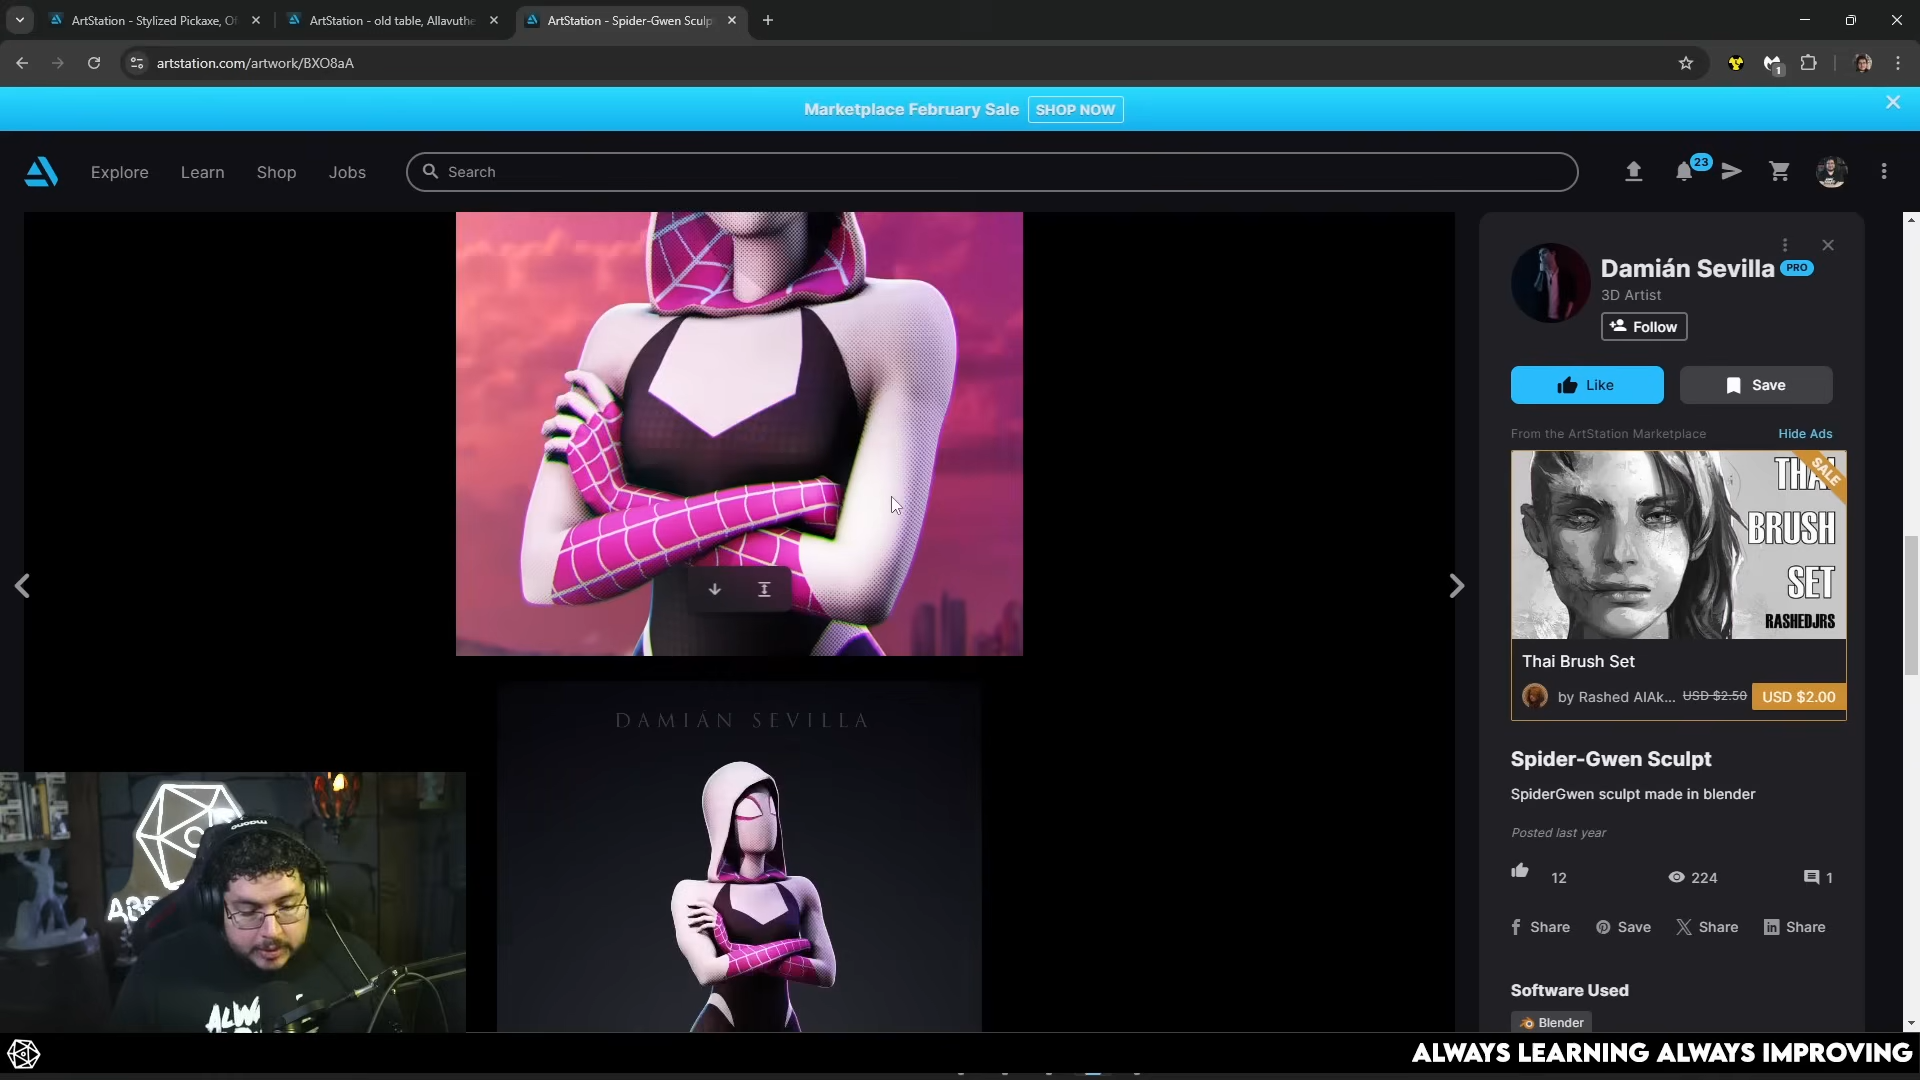 ArtStation - Stylized Pickaxe, O
ArtStation - old table, Allavuthe
ArtStation - Spider-Gwen Sculp
artstation.com/artwork/BXO8aA
1
Marketplace February Sale SHOP NOW
Explore Learn Shop Jobs Search 23
Damián Sevilla PRO
3D Artist
Follow
Like Save
From the ArtStation Marketplace Hide Ads
SALE
THAI
BRUSH
SET
RASHEDJRS
Thai Brush Set
by Rashed AlAk... USD $2.50 USD $2.00
DAMIÁN SEVILLA
Spider-Gwen Sculpt
SpiderGwen sculpt made in blender
Posted last year
12 224 1
Share Save Share Share
Software Used
Blender
maono
ALWAYS LEARNING ALWAYS IMPROVING